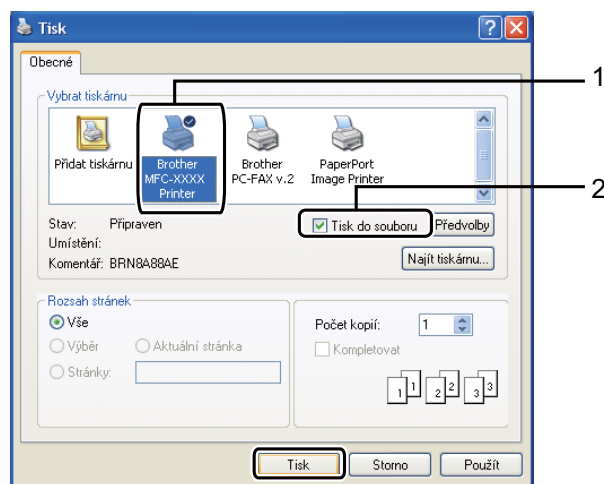 Tisk
Obecné
1
Vybrat tiskárnu
Přidat tiskárnu
Brother
MFC-XXXX
Printer
Brother
PC-FAX v.2
PaperPort
Image Printer
2
Stav: Připraven
Tisk do souboru
Předvolby
Umístění:
Komentář: BRN8A88AE
Najít tiskárnu...
Rozsah stránek
Vše
Výběr
Aktuální stránka
Stránky:
Počet kopií: 1
Kompletovat
1 1 2 2 3 3
Tisk
Storno
Použít